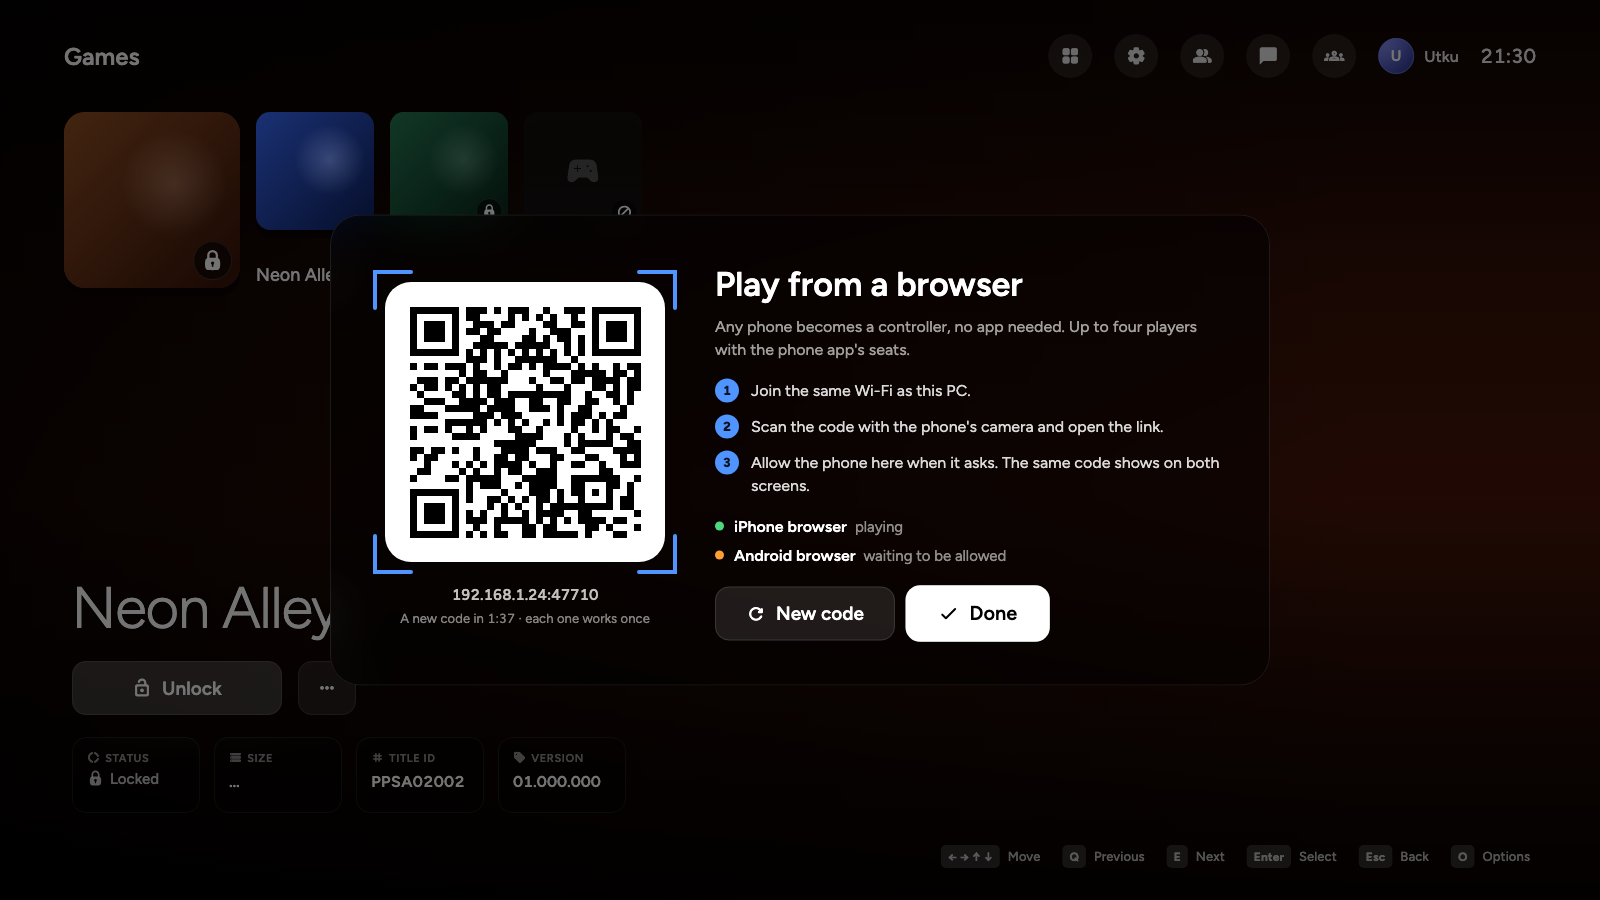 Games
U
Utku
21:30
Neon Alle
Play from a browser
Any phone becomes a controller, no app needed. Up to four players
with the phone app's seats.
1 Join the same Wi-Fi as this PC.
2 Scan the code with the phone's camera and open the link.
3 Allow the phone here when it asks. The same code shows on both
screens.
iPhone browser playing
Android browser waiting to be allowed
192.168.1.24:47710
A new code in 1:37 · each one works once
New code
Done
Neon Alley
Unlock
STATUS
Locked
SIZE
...
TITLE ID
PPSA02002
VERSION
01.000.000
Move
Q Previous
E Next
Enter Select
Esc Back
O Options